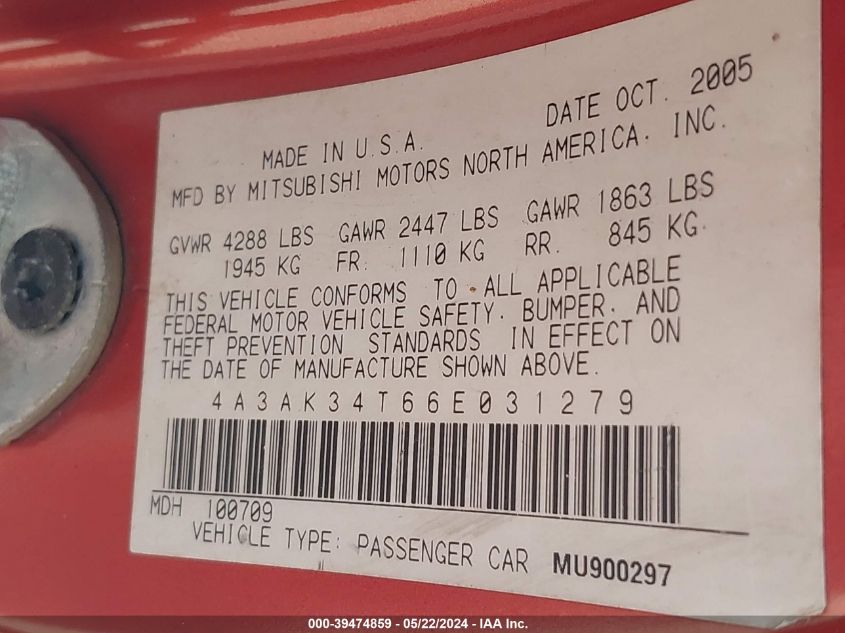 DATE OCT. 2005
MADE IN U.S.A.
MFD BY MITSUBISHI MOTORS NORTH AMERICA. INC.
GVWR 4288 LBS GAWR 2447 LBS GAWR 1863 LBS
1945 KG FR. 1110 KG RR. 845 KG.
THIS VEHICLE CONFORMS TO ALL APPLICABLE
FEDERAL MOTOR VEHICLE SAFETY. BUMPER. AND
THEFT PREVENTION STANDARDS IN EFFECT ON
THE DATE OF MANUFACTURE SHOWN ABOVE.
4A3AK34T66E031279
MDH 100709
VEHICLE TYPE: PASSENGER CAR MU900297
000-39474859 - 05/22/2024 - IAA Inc.